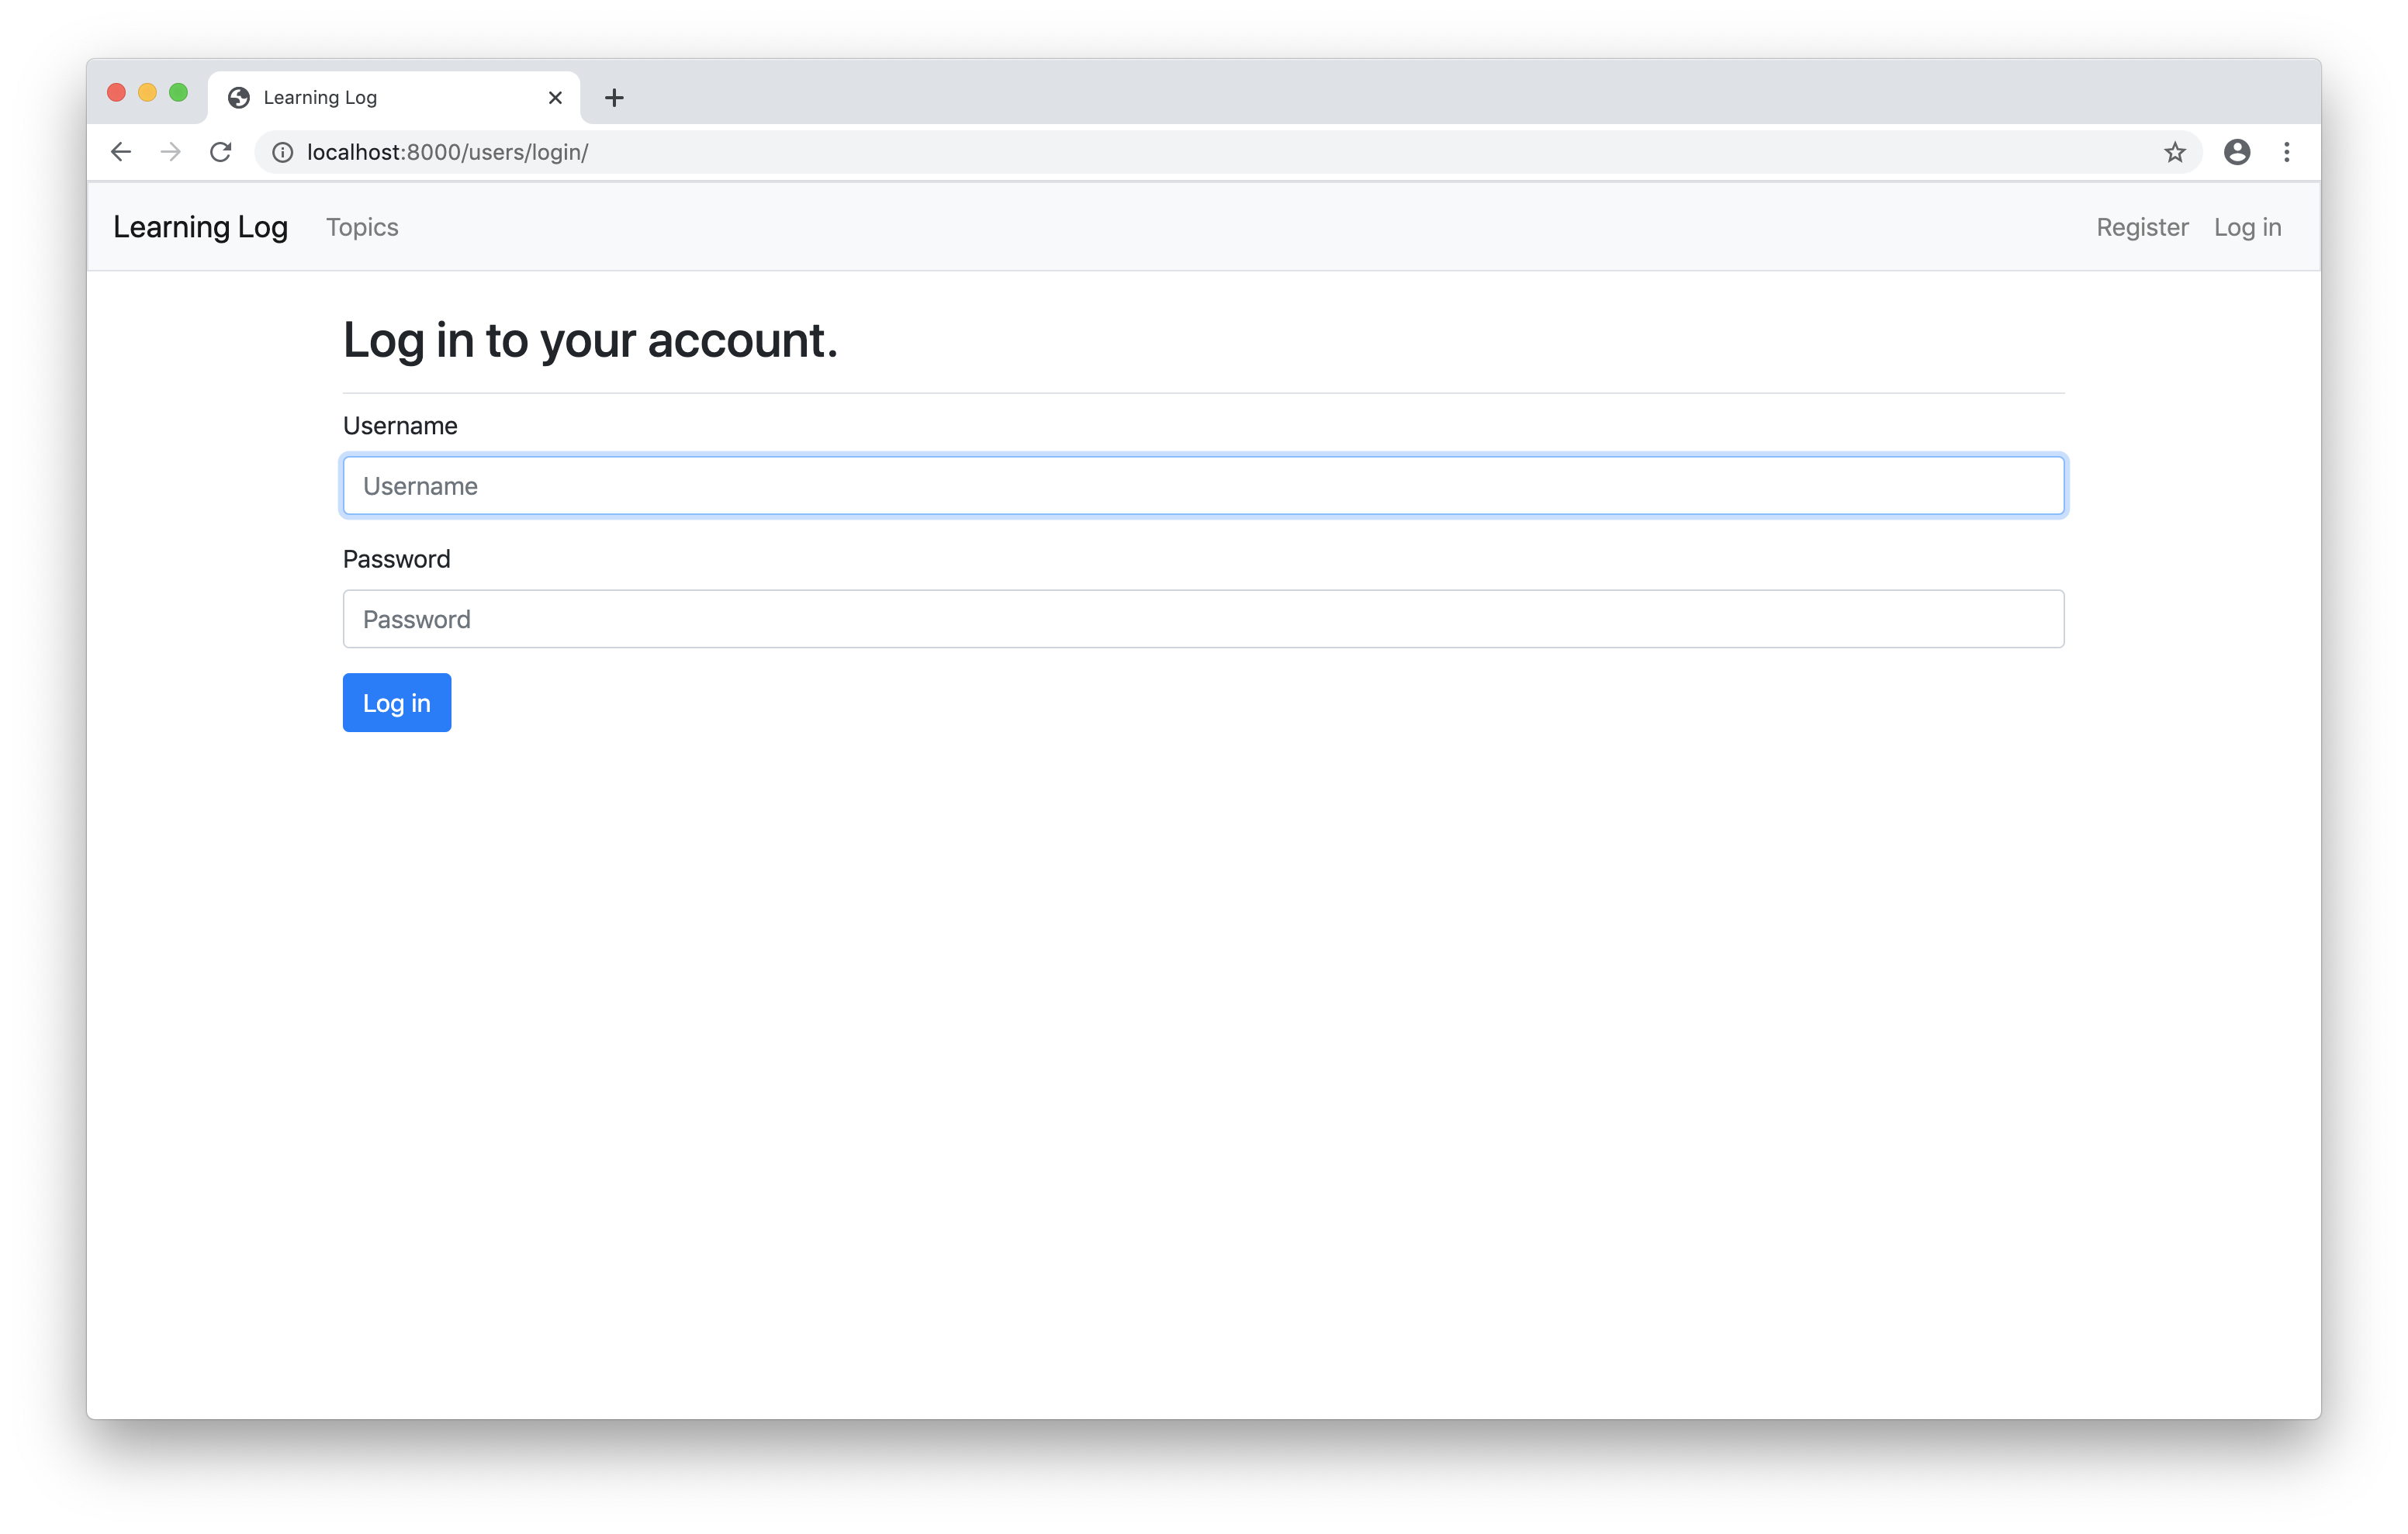 Learning Log
localhost:8000/users/login/
Learning Log Topics Register Log in
Log in to your account.
Username
Username
Password
Password
Log in